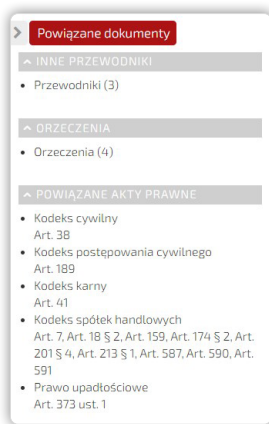 Powiązane dokumenty
INNE PRZEWODNIKI
• Przewodniki (3)
ORZECZENIA
• Orzeczenia (4)
POWIĄZANE AKTY PRAWNE
• Kodeks cywilny
Art. 38
• Kodeks postępowania cywilnego
Art. 189
• Kodeks karny
Art. 41
• Kodeks spółek handlowych
Art. 7, Art. 18 § 2, Art. 159, Art. 174 § 2, Art.
201 § 4, Art. 213 § 1, Art. 587, Art. 590, Art.
591
• Prawo upadłościowe
Art. 373 ust. 1